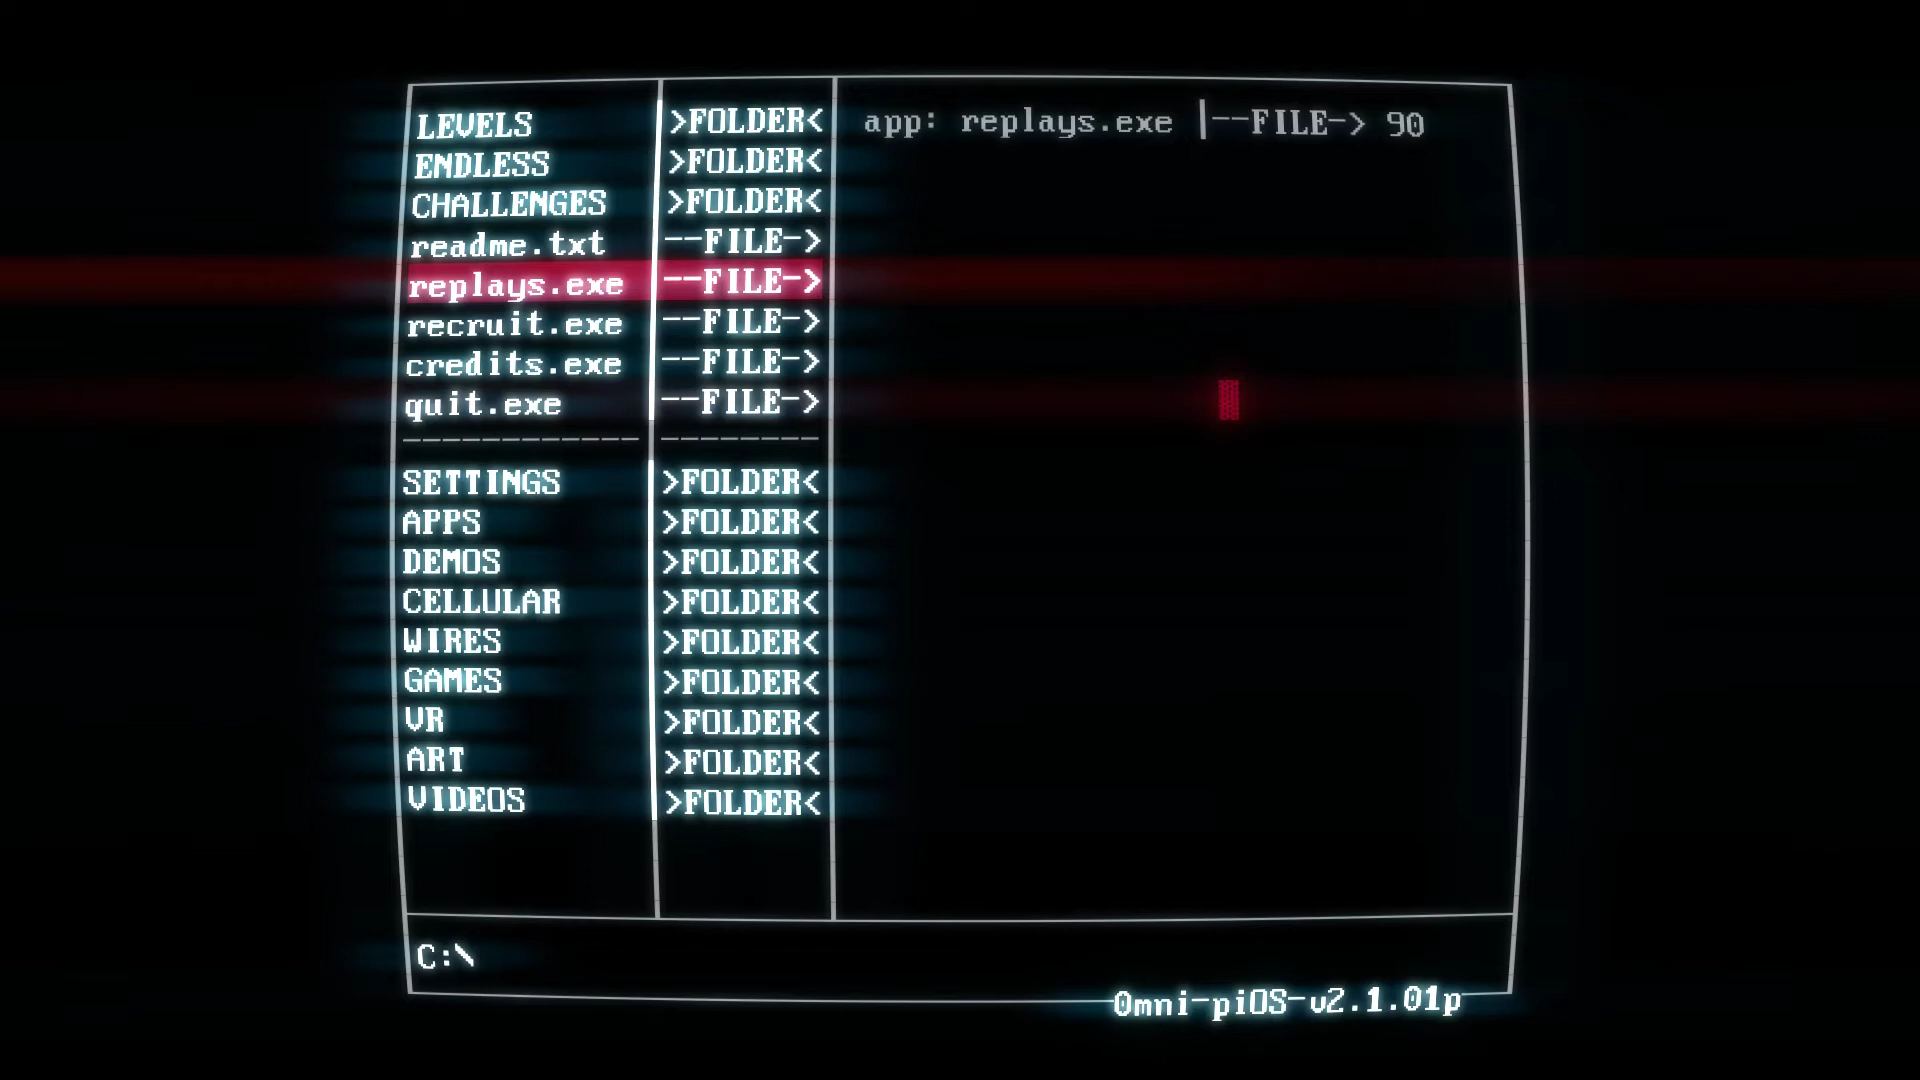 LEVELS >FOLDER< app: replays.exe |--FILE-> 90
ENDLESS >FOLDER<
CHALLENGES >FOLDER<
readme.txt --FILE->
replays.exe --FILE->
recruit.exe --FILE->
credits.exe --FILE->
quit.exe --FILE->
------------ --------
SETTINGS >FOLDER<
APPS >FOLDER<
DEMOS >FOLDER<
CELLULAR >FOLDER<
WIRES >FOLDER<
GAMES >FOLDER<
VR >FOLDER<
ART >FOLDER<
VIDEOS >FOLDER<
C:\
0mni-piOS-v2.1.01p